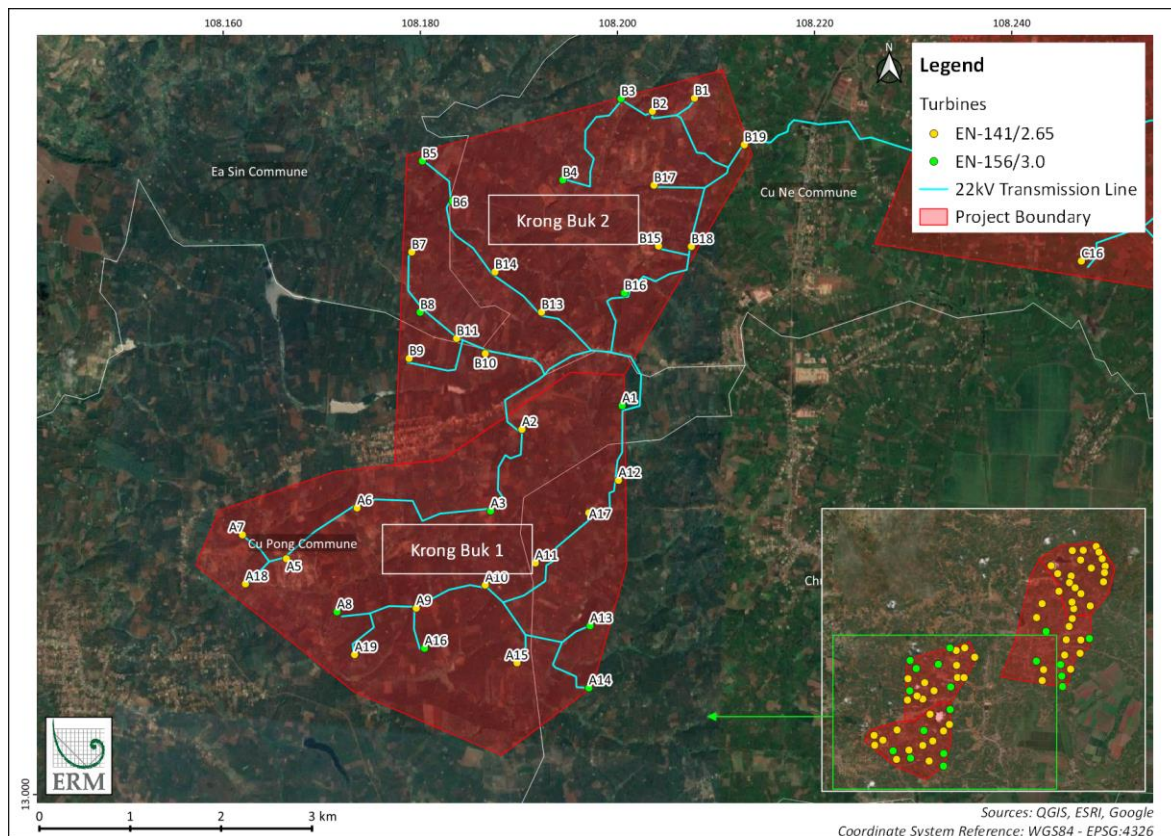 108.160
108.180
108.200
108.220
108.240
N
Legend
Turbines
EN-141/2.65
EN-156/3.0
22kV Transmission Line
Project Boundary
B3
B1
B2
B19
B5
Ea Sin Commune
B4
B17
Cu Ne Commune
B6
Krong Buk 2
B7
B15
B18
C16
B14
B16
B8
B13
B11
B9
B10
A1
A2
A12
A6
A3
A17
A7
Cu Pong Commune
Krong Buk 1
A11
A5
A18
A10
A8
A9
A13
A16
A19
A15
A14
ERM
13.000
0 1 2 3 km
Sources: QGIS, ESRI, Google
Coordinate System Reference: WGS84 - EPSG:4326